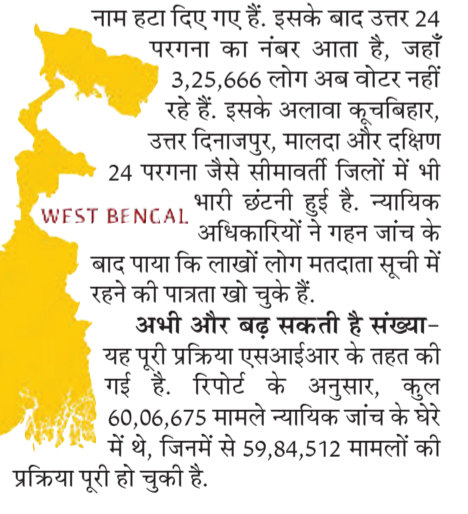 नाम हटा दिए गए हैं. इसके बाद उत्तर 24
परगना का नंबर आता है, जहाँ
3,25,666 लोग अब वोटर नहीं
रहे हैं. इसके अलावा कूचबिहार,
उत्तर दिनाजपुर, मालदा और दक्षिण
24 परगना जैसे सीमावर्ती जिलों में भी
भारी छंटनी हुई है. न्यायिक
WEST BENCAL
अधिकारियों ने गहन जांच के
बाद पाया कि लाखों लोग मतदाता सूची में
रहने की पात्रता खो चुके हैं.
अभी और बढ़ सकती है संख्या–
यह पूरी प्रक्रिया एसआईआर के तहत की
गई है. रिपोर्ट के अनुसार, कुल
60,06,675 मामले न्यायिक जांच के घेरे
में थे, जिनमें से 59,84,512 मामलों की
प्रक्रिया पूरी हो चुकी है.